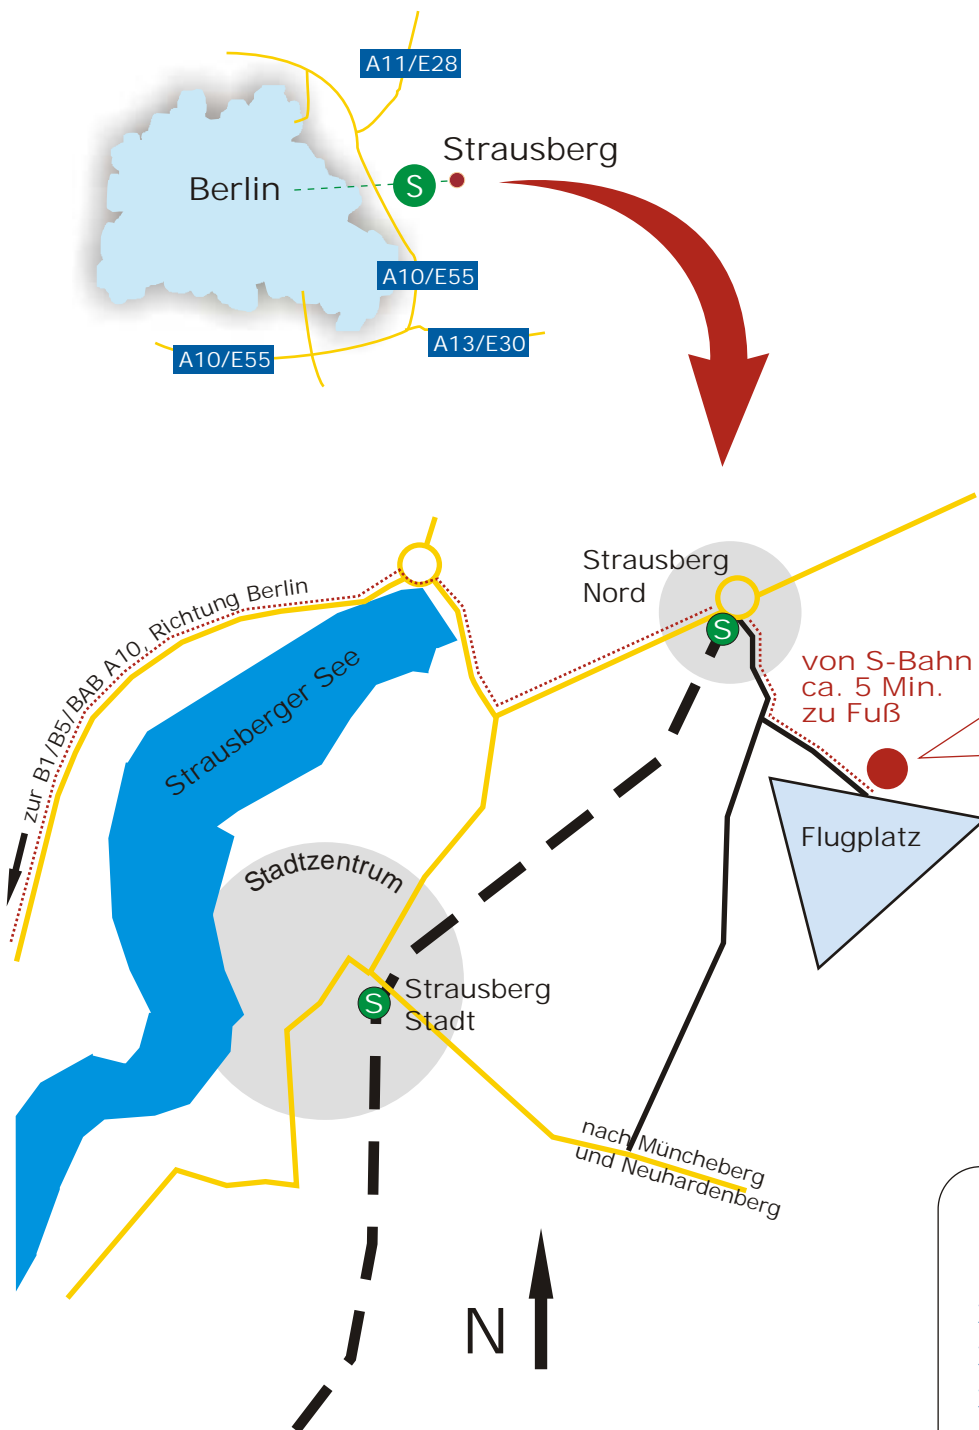 A11/E28
Strausberg
Berlin
S
A10/E55
A13/E30
A10/E55
Strausberg
Nord
S
zur B1/B5/BAB A10, Richtung Berlin
Strausberger See
von S-Bahn
ca. 5 Min.
zu Fuß
Flugplatz
Stadtzentrum
S
Strausberg
Stadt
nach Müncheberg
und Neuhardenberg
N